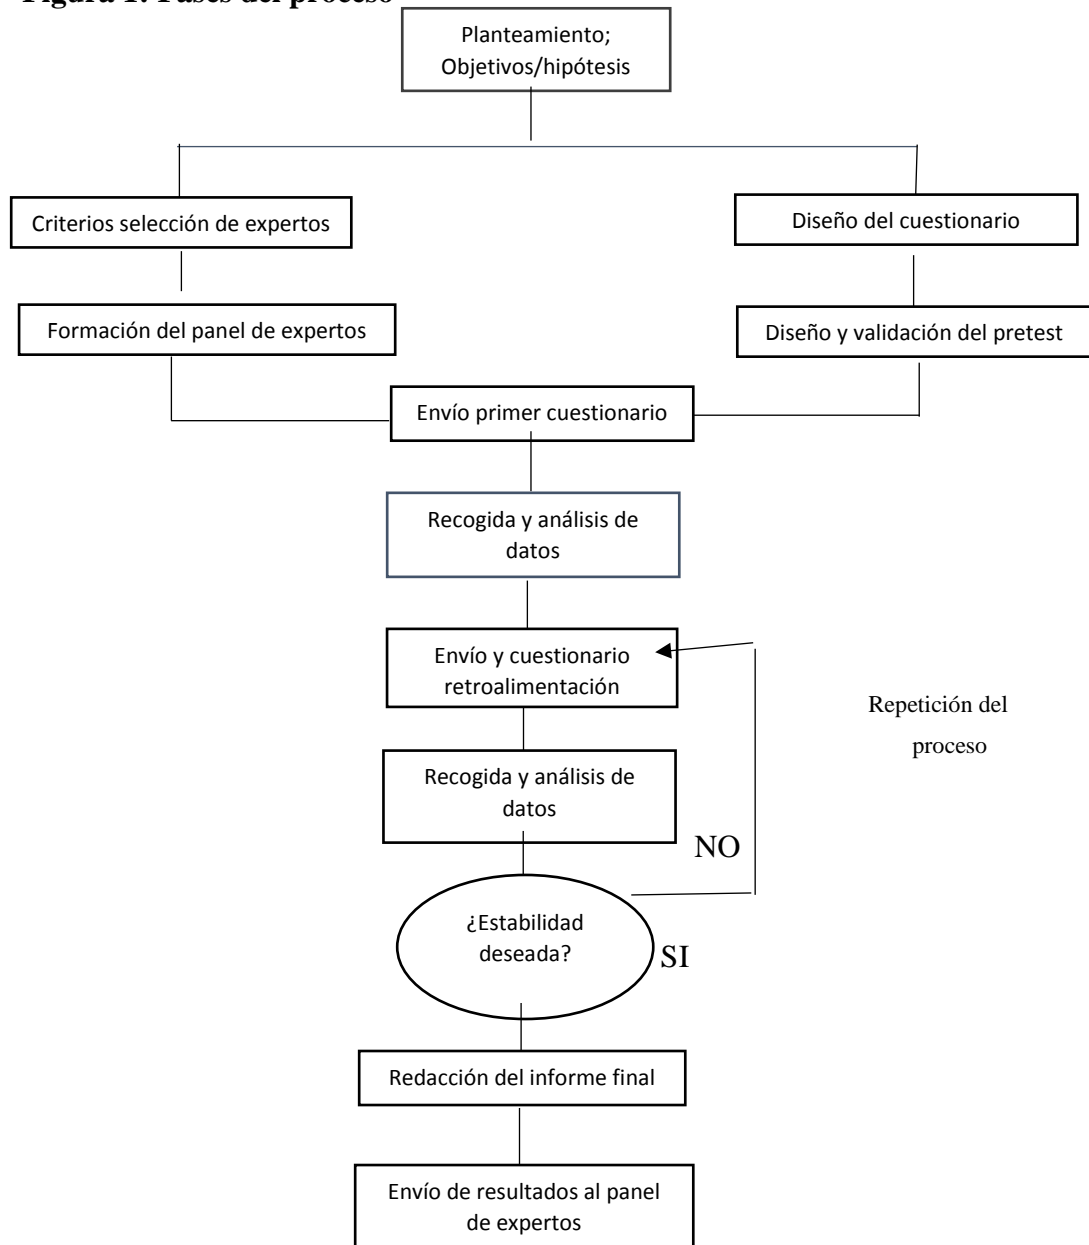 Figura 1. Fases del proceso
Planteamiento;
Objetivos/hipótesis
Criterios selección de expertos
Diseño del cuestionario
Formación del panel de expertos
Diseño y validación del pretest
Envío primer cuestionario
Recogida y análisis de
datos
Envío y cuestionario
retroalimentación
Repetición del
proceso
Recogida y análisis de
datos
NO
¿Estabilidad
deseada?
SI
Redacción del informe final
Envío de resultados al panel
de expertos